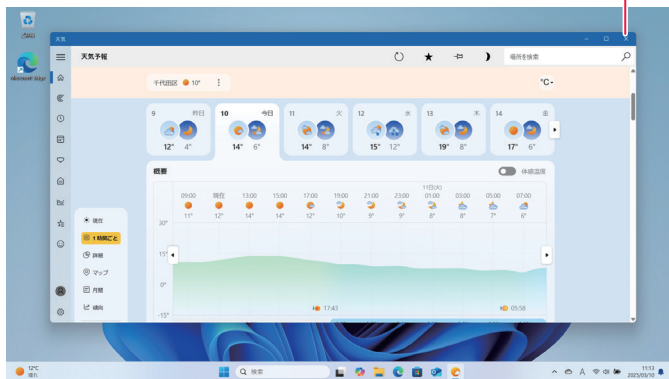 天気
Microsoft Edge
天気予報
場所を検索
千代田区 10°
°C
9 昨日
12° 4°
10 今日
14° 6°
11 火
14° 8°
12 水
15° 12°
13 木
19° 8°
14 金
17° 6°
概要
体感温度
11日(火)
09:00 現在 13:00 15:00 17:00 19:00 21:00 23:00 01:00 03:00 05:00 07:00
11° 12° 14° 14° 12° 10° 9° 9° 8° 8° 7° 6°
30°
15°
0°
-15°
17:43
05:58
現在
1 時間ごと
詳細
マップ
月間
傾向
12°C
晴れ
検索
A
11:13
2025/03/10